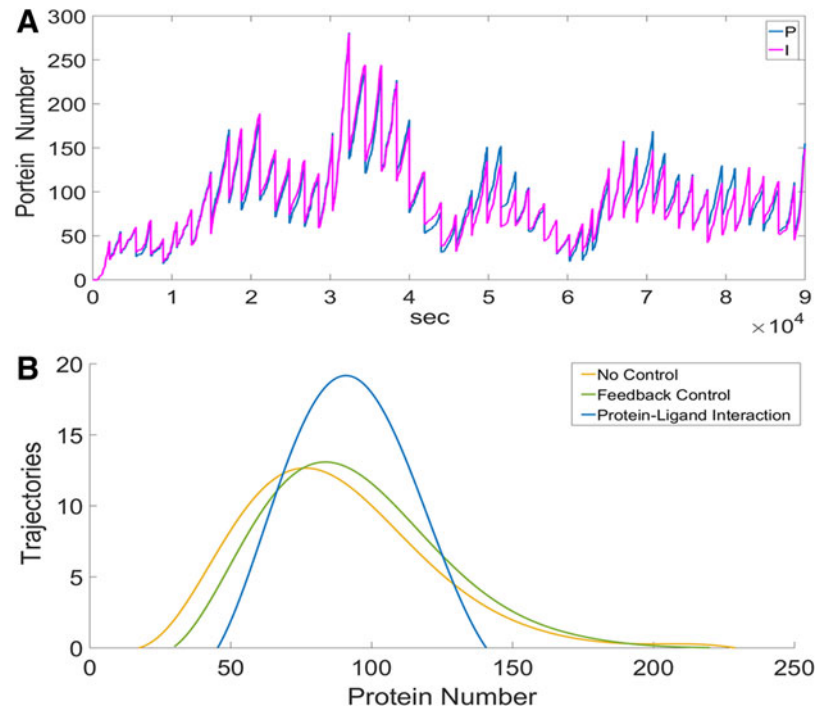 A
300
250
200
150
100
50
0
Portein Number
P
I
0 1 2 3 4 5 6 7 8 9
sec
×10⁴
B
20
15
10
5
0
Trajectories
No Control
Feedback Control
Protein-Ligand Interaction
0 50 100 150 200 250
Protein Number